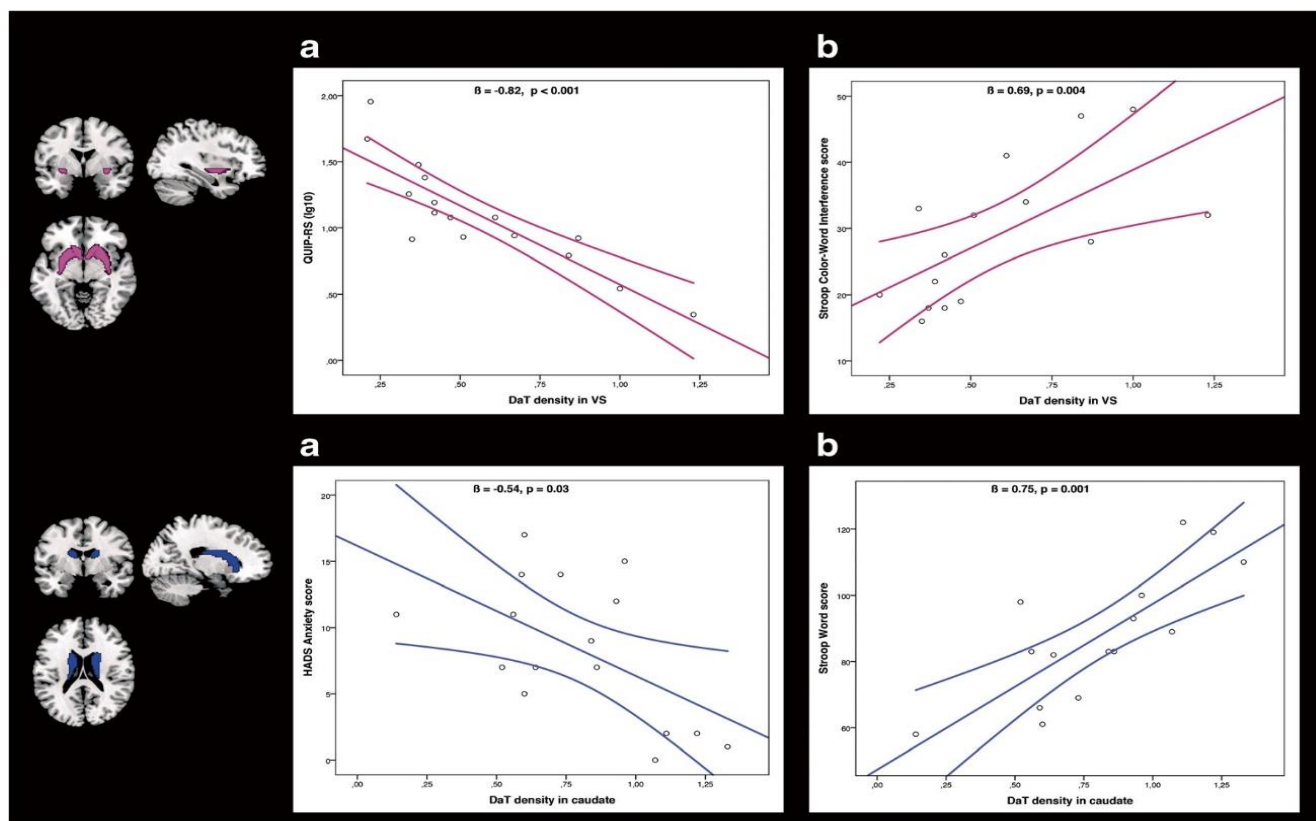 a
b
ß = -0.82, p < 0.001
2,00
1,50
1,00
,50
,00
QUIP-RS (lg10)
,25
,50
,75
1,00
1,25
DaT density in VS
ß = 0.69, p = 0.004
50
40
30
20
10
Stroop Color-Word Interference score
,25
,50
,75
1,00
1,25
DaT density in VS
a
b
ß = -0.54, p = 0.03
20
15
10
5
0
HADS Anxiety score
,00
,25
,50
,75
1,00
1,25
DaT density in caudate
ß = 0.75, p = 0.001
120
100
80
60
Stroop Word score
,00
,25
,50
,75
1,00
1,25
DaT density in caudate